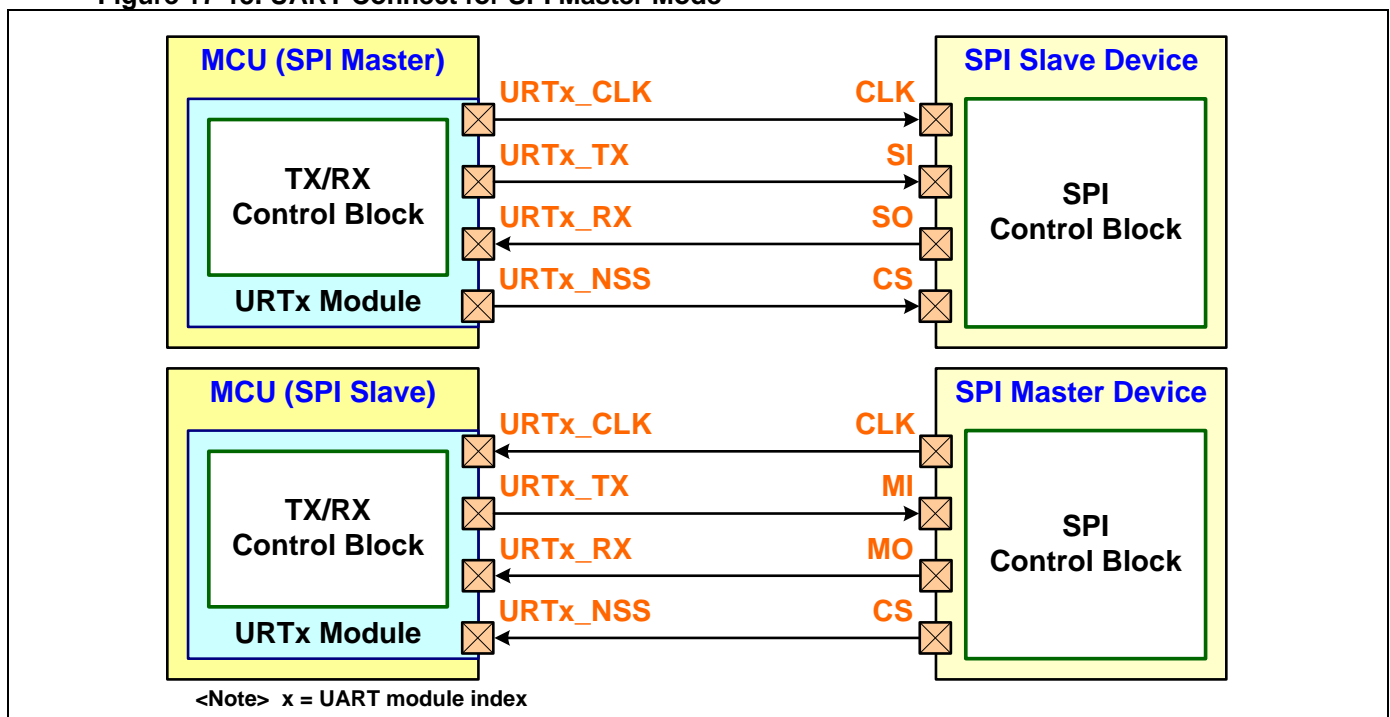 MCU (SPI Master)
SPI Slave Device
URTx_CLK
CLK
URTx_TX
SI
URTx_RX
SO
URTx_NSS
CS
TX/RX
Control Block
URTx Module
SPI
Control Block
MCU (SPI Slave)
SPI Master Device
URTx_CLK
CLK
URTx_TX
MI
URTx_RX
MO
URTx_NSS
CS
TX/RX
Control Block
URTx Module
SPI
Control Block
<Note> x = UART module index